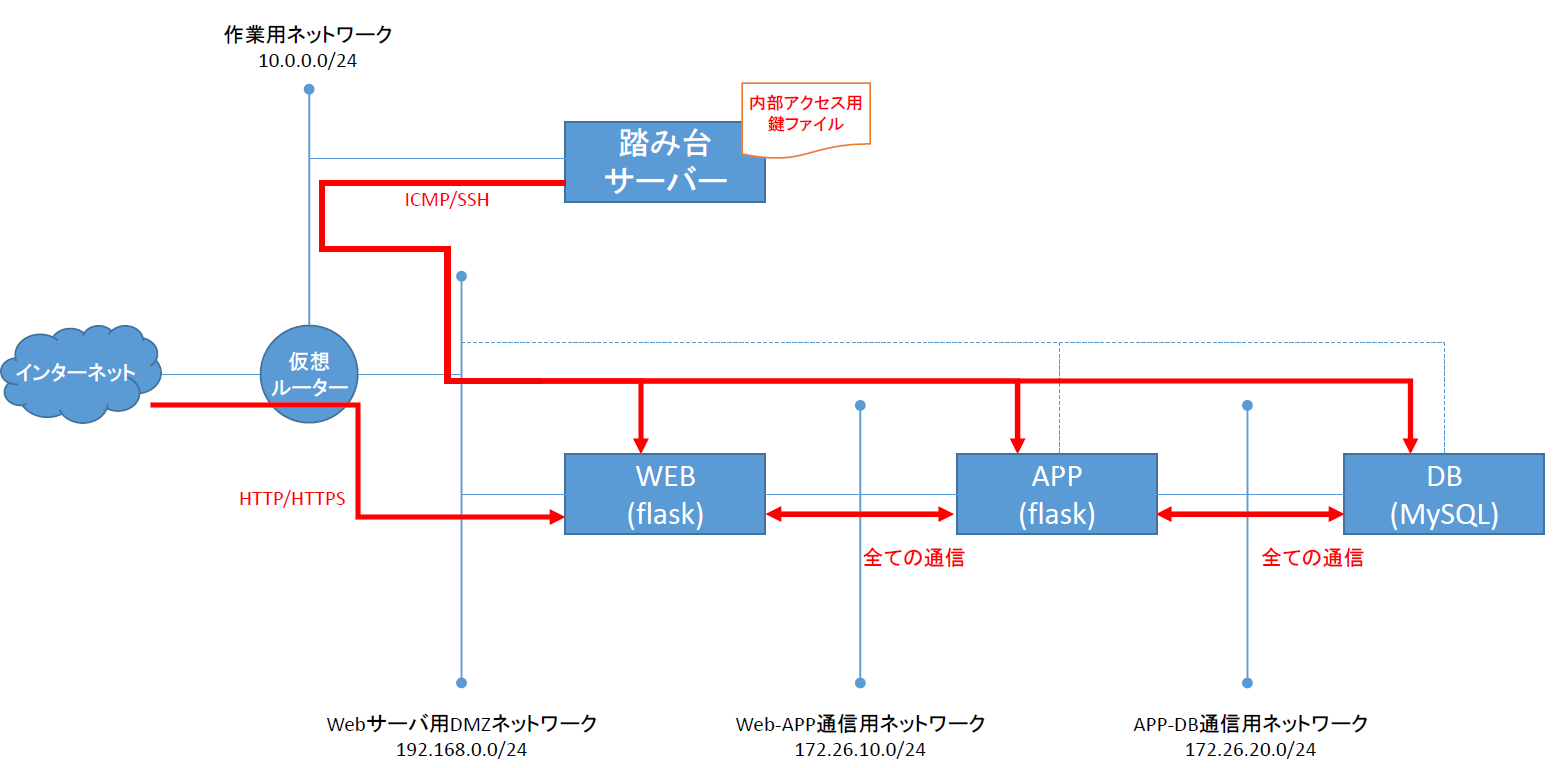 作業用ネットワーク
10.0.0.0/24
内部アクセス用
鍵ファイル
踏み台
サーバー
ICMP/SSH
インターネット
仮想
ルーター
HTTP/HTTPS
WEB
(flask)
APP
(flask)
DB
(MySQL)
全ての通信
全ての通信
Webサーバ用DMZネットワーク
192.168.0.0/24
Web-APP通信用ネットワーク
172.26.10.0/24
APP-DB通信用ネットワーク
172.26.20.0/24